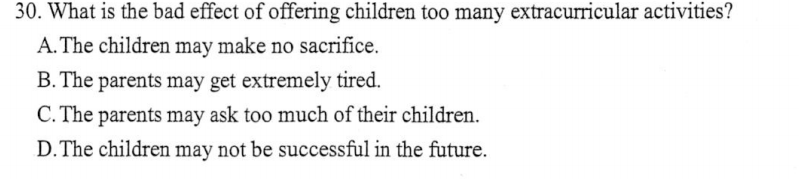 30. What is the bad effect of offering children too many extracurricular activities?
A. The children may make no sacrifice.
B. The parents may get extremely tired.
C. The parents may ask too much of their children.
D. The children may not be successful in the future.